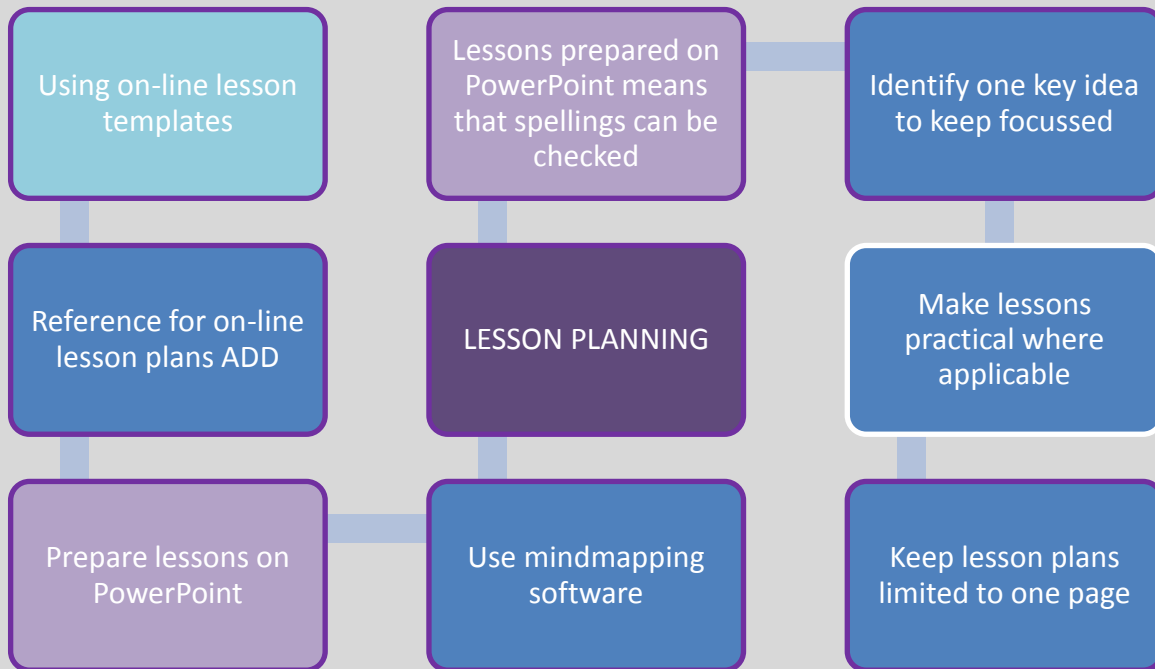 Using on-line lesson
templates
Reference for on-line
lesson plans ADD
Prepare lessons on
PowerPoint
Use mindmapping
software
LESSON PLANNING
Lessons prepared on
PowerPoint means
that spellings can be
checked
Identify one key idea
to keep focussed
Make lessons
practical where
applicable
Keep lesson plans
limited to one page